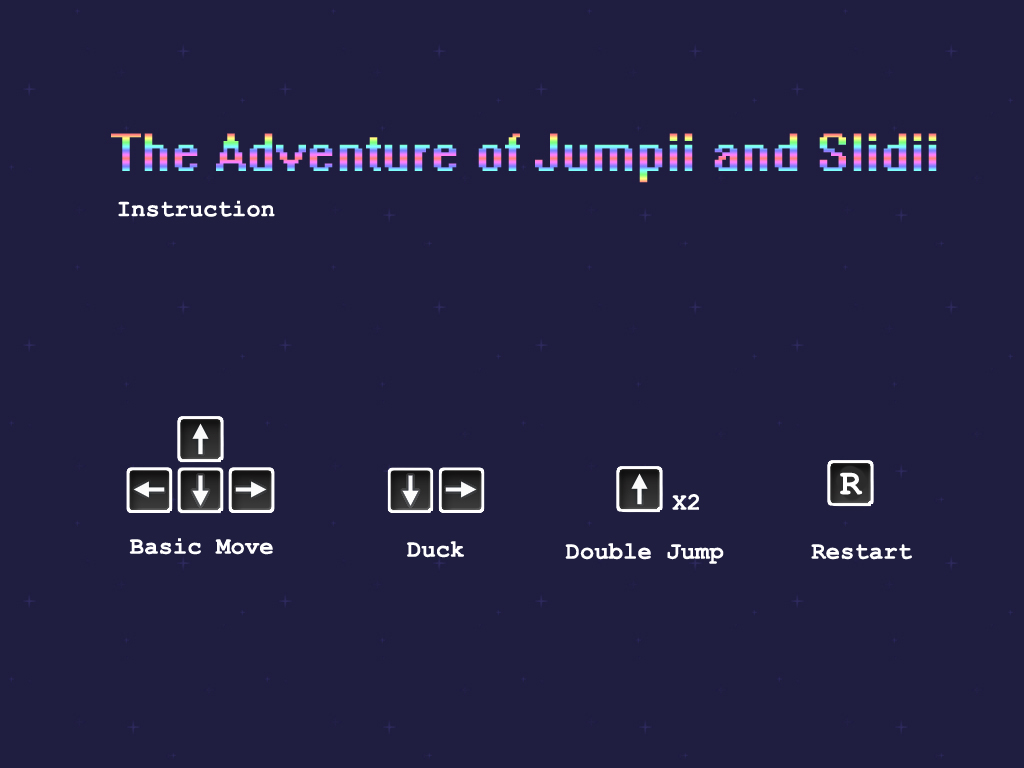 The Adventure of Jumpii and Slidii
Instruction
R
X2
Basic Move
Duck
Double Jump
Restart